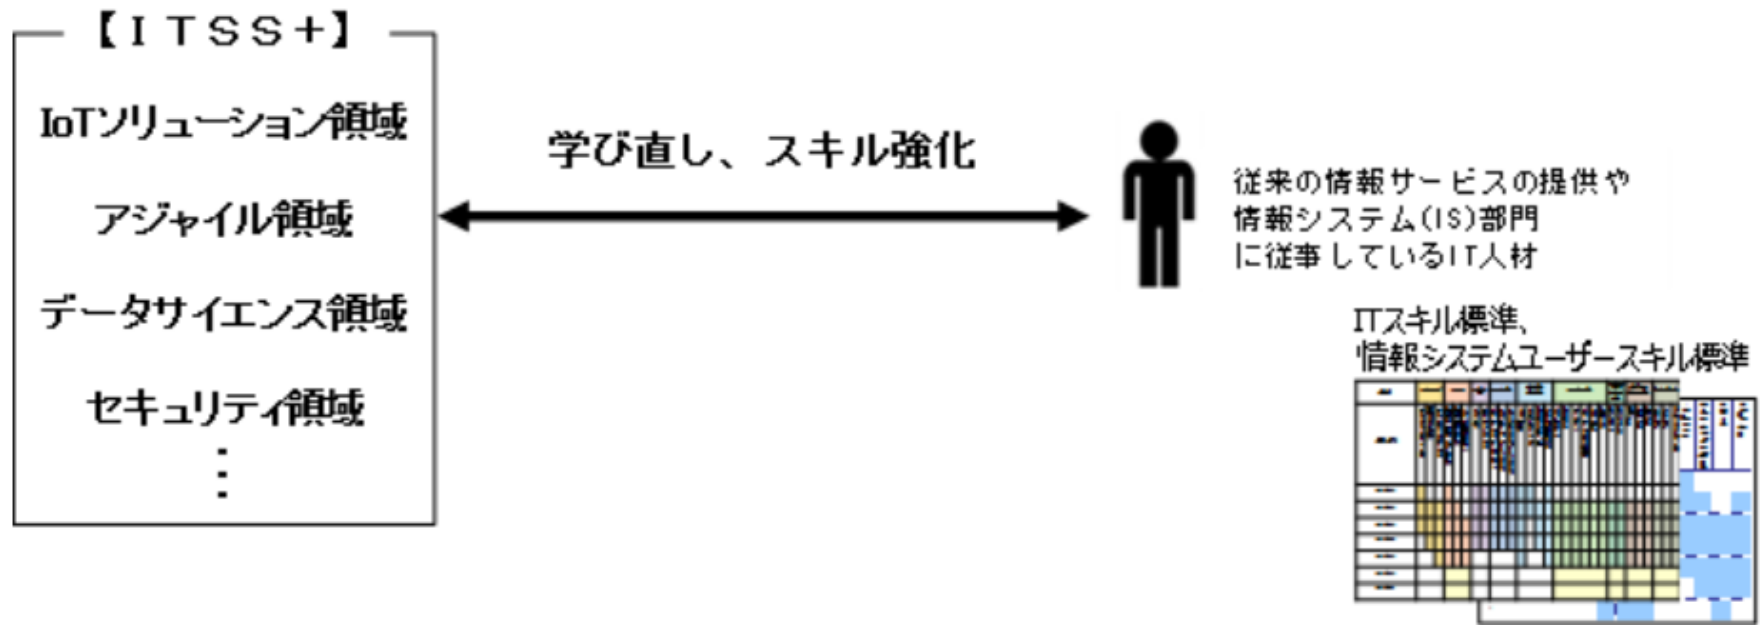 【ＩＴＳＳ＋】
IoTソリューション領域
アジャイル領域
データサイエンス領域
セキュリティ領域
学び直し、スキル強化
従来の情報サービスの提供や
情報システム(IS)部門
に従事しているIT人材
ITスキル標準、
情報システムユーザースキル標準